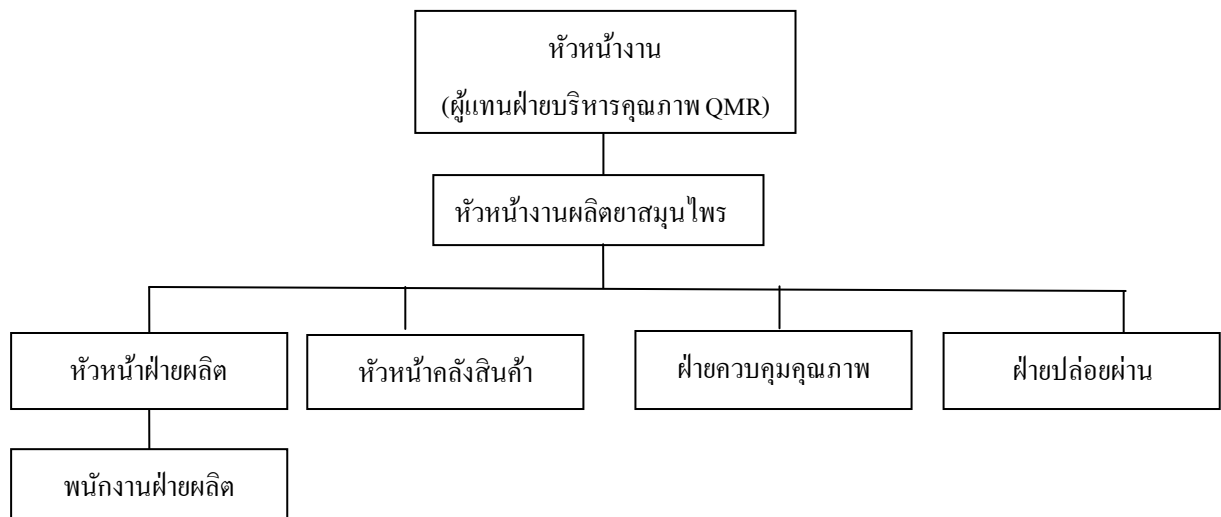 หัวหน้างาน
(ผู้แทนฝ่ายบริหารคุณภาพ QMR)
หัวหน้างานผลิตยาสมุนไพร
หัวหน้าฝ่ายผลิต
หัวหน้าคลังสินค้า
ฝ่ายควบคุมคุณภาพ
ฝ่ายปล่อยผ่าน
พนักงานฝ่ายผลิต